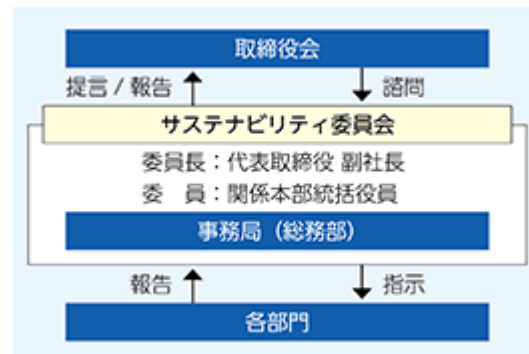 取締役会
提言 / 報告
諮問
サステナビリティ委員会
委員長：代表取締役 副社長
委　員：関係本部統括役員
事務局（総務部）
報告
指示
各部門